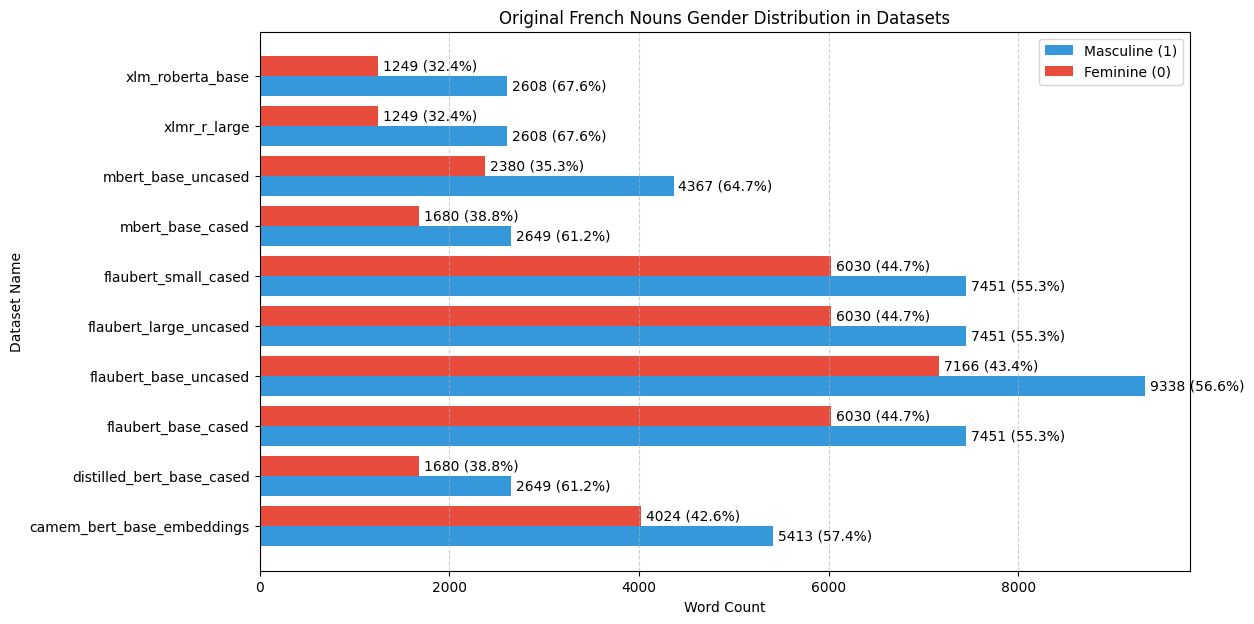 Original French Nouns Gender Distribution in Datasets
Masculine (1)
Feminine (0)
Dataset Name
xlm_roberta_base
1249 (32.4%)
2608 (67.6%)
xlmr_r_large
1249 (32.4%)
2608 (67.6%)
mbert_base_uncased
2380 (35.3%)
4367 (64.7%)
mbert_base_cased
1680 (38.8%)
2649 (61.2%)
flaubert_small_cased
6030 (44.7%)
7451 (55.3%)
flaubert_large_uncased
6030 (44.7%)
7451 (55.3%)
flaubert_base_uncased
7166 (43.4%)
9338 (56.6%)
flaubert_base_cased
6030 (44.7%)
7451 (55.3%)
distilled_bert_base_cased
1680 (38.8%)
2649 (61.2%)
camem_bert_base_embeddings
4024 (42.6%)
5413 (57.4%)
0 2000 4000 6000 8000
Word Count